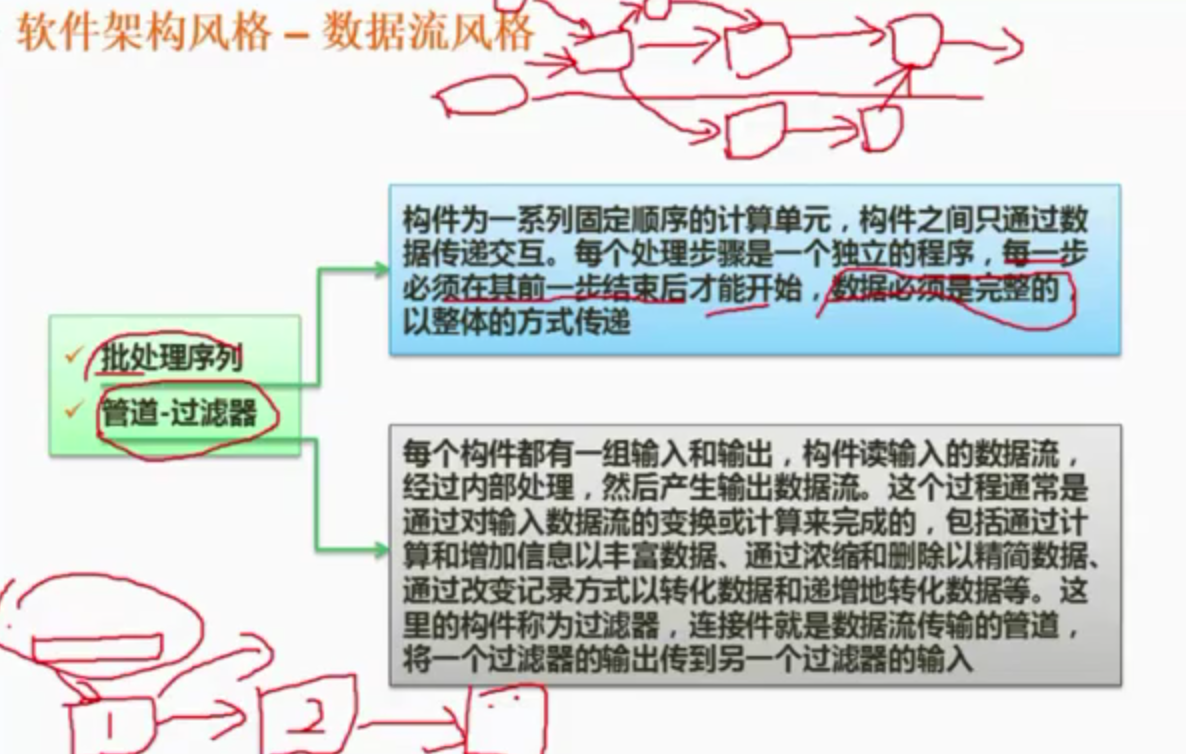 软件架构风格 – 数据流风格
构件为一系列固定顺序的计算单元，构件之间只通过数
据传递交互。每个处理步骤是一个独立的程序，每一步
必须在其前一步结束后才能开始，数据必须是完整的，
以整体的方式传递
批处理序列
管道-过滤器
每个构件都有一组输入和输出，构件读输入的数据流，
经过内部处理，然后产生输出数据流。这个过程通常是
通过对输入数据流的变换或计算来完成的，包括通过计
算和增加信息以丰富数据、通过浓缩和删除以精简数据、
通过改变记录方式以转化数据和递增地转化数据等。这
里的构件称为过滤器，连接件就是数据流传输的管道，
将一个过滤器的输出传到另一个过滤器的输入
1 2